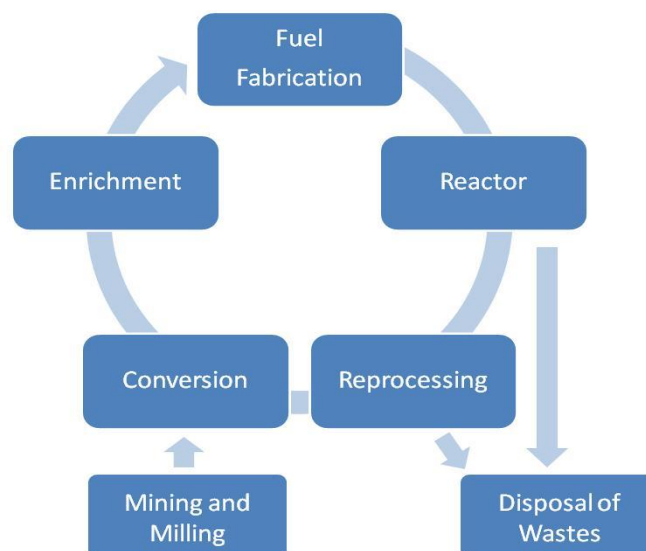 Fuel
Fabrication
Enrichment
Reactor
Conversion
Reprocessing
Mining and
Milling
Disposal of
Wastes